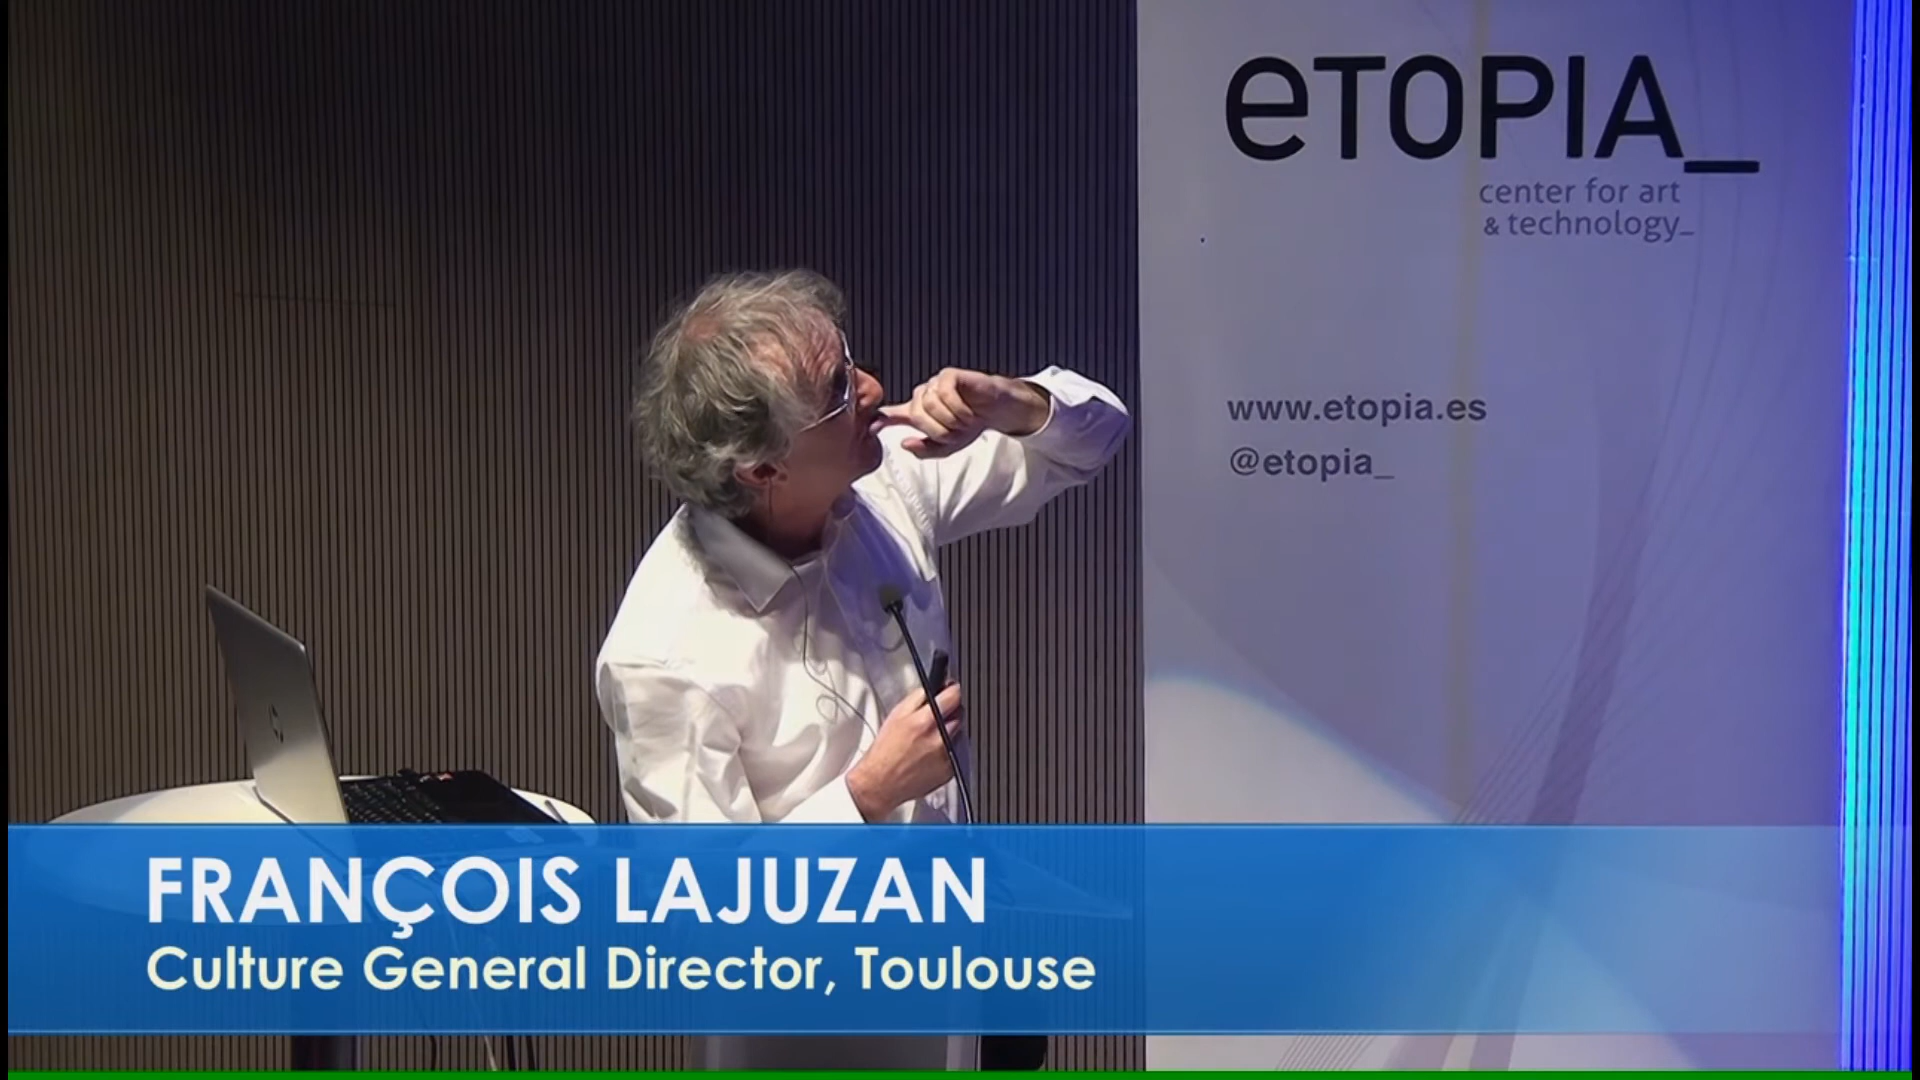 eTOPIA_
center for art
& technology_
www.etopia.es
@etopia_
FRANÇOIS LAJUZAN
Culture General Director, Toulouse